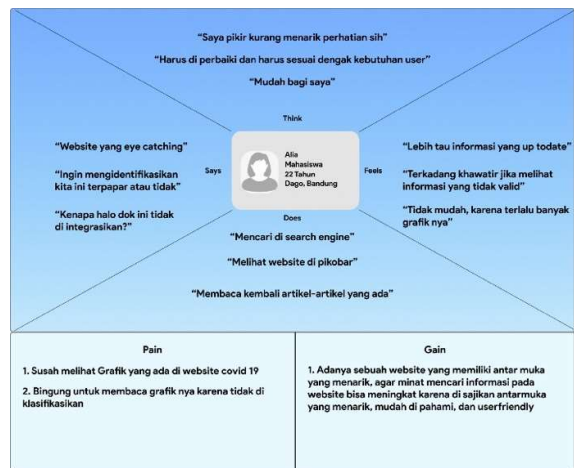 “Saya pikir kurang menarik perhatian sih”
“Harus di perbaiki dan harus sesuai dengak kebutuhan user”
“Mudah bagi saya”
Think
“Website yang eye catching”
“Ingin mengidentifikasikan
kita ini terpapar atau tidak”
“Kenapa halo dok ini tidak
di integrasikan?”
Says
Alia
Mahasiswa
22 Tahun
Dago, Bandung
Feels
“Lebih tau informasi yang up todate”
“Terkadang khawatir jika melihat
informasi yang tidak valid”
“Tidak mudah, karena terlalu banyak
grafik nya”
Does
“Mencari di search engine”
“Melihat website di pikobar”
“Membaca kembali artikel-artikel yang ada”
Pain
1. Susah melihat Grafik yang ada di website covid 19
2. Bingung untuk membaca grafik nya karena tidak di
klasifikasikan
Gain
1. Adanya sebuah website yang memiliki antar muka
yang menarik, agar minat mencari informasi pada
website bisa meningkat karena di sajikan antarmuka
yang menarik, mudah di pahami, dan userfriendly